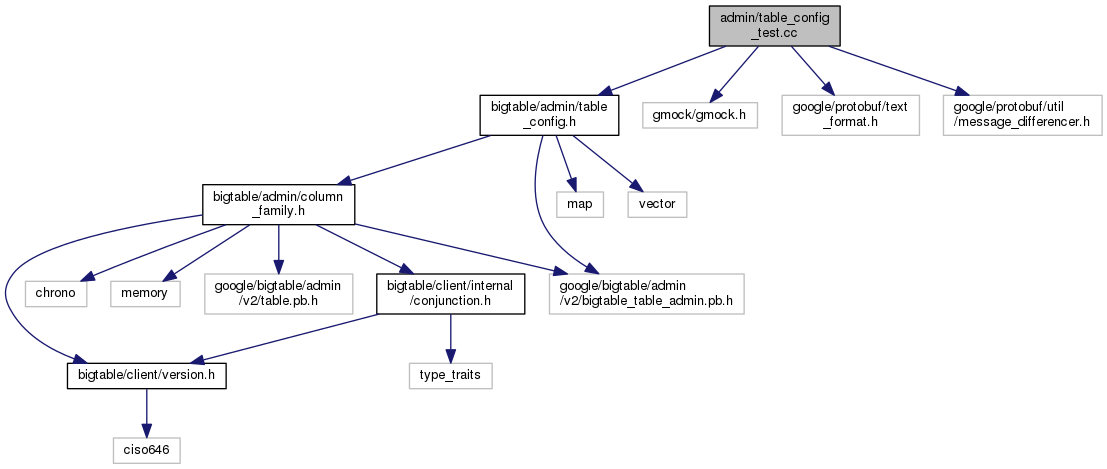 admin/table_config
_test.cc
bigtable/admin/table
_config.h
gmock/gmock.h
google/protobuf/text
_format.h
google/protobuf/util
/message_differencer.h
bigtable/admin/column
_family.h
map
vector
chrono
memory
google/bigtable/admin
/v2/table.pb.h
bigtable/client/internal
/conjunction.h
google/bigtable/admin
/v2/bigtable_table_admin.pb.h
bigtable/client/version.h
type_traits
ciso646